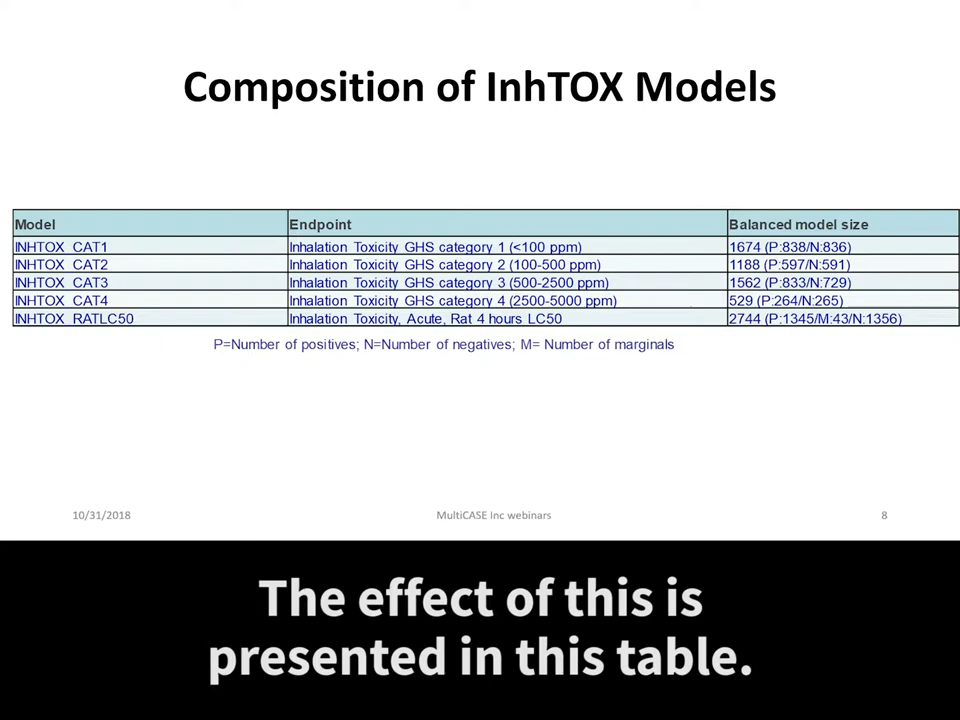 Composition of InhTOX Models
Model Endpoint Balanced model size
INHTOX_CAT1 Inhalation Toxicity GHS category 1 (<100 ppm) 1674 (P:838/N:836)
INHTOX_CAT2 Inhalation Toxicity GHS category 2 (100-500 ppm) 1188 (P:597/N:591)
INHTOX_CAT3 Inhalation Toxicity GHS category 3 (500-2500 ppm) 1562 (P:833/N:729)
INHTOX_CAT4 Inhalation Toxicity GHS category 4 (2500-5000 ppm) 529 (P:264/N:265)
INHTOX_RATLC50 Inhalation Toxicity, Acute, Rat 4 hours LC50 2744 (P:1345/M:43/N:1356)
P=Number of positives; N=Number of negatives; M= Number of marginals
10/31/2018 MultiCASE Inc webinars 8
The effect of this is
presented in this table.